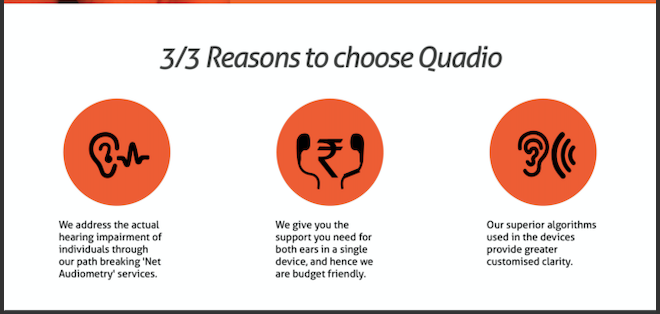 3/3 Reasons to choose Quadio
We address the actual
hearing impairment of
individuals through
our path breaking 'Net
Audiometry' services.
We give you the
support you need for
both ears in a single
device, and hence we
are budget friendly.
Our superior algorithms
used in the devices
provide greater
customised clarity.